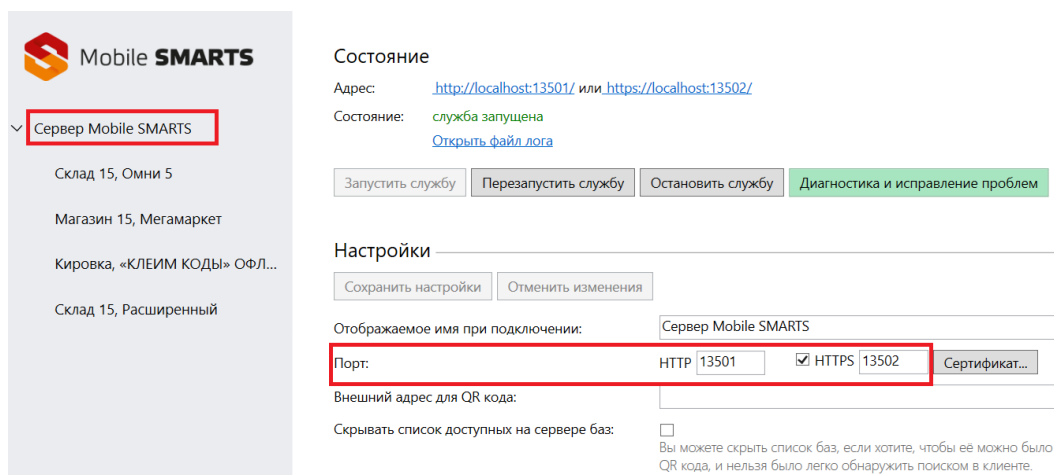 Mobile SMARTS
Сервер Mobile SMARTS
Склад 15, Омни 5
Магазин 15, Мегамаркет
Кировка, «КЛЕИМ КОДЫ» ОФЛ...
Склад 15, Расширенный
Состояние
Адрес: http://localhost:13501/ или https://localhost:13502/
Состояние: служба запущена
Открыть файл лога
Запустить службу Перезапустить службу Остановить службу Диагностика и исправление проблем
Настройки
Сохранить настройки Отменить изменения
Отображаемое имя при подключении: Сервер Mobile SMARTS
Порт: HTTP 13501 HTTPS 13502 Сертификат...
Внешний адрес для QR кода:
Скрывать список доступных на сервере баз:
Вы можете скрыть список баз, если хотите, чтобы её можно было
QR кода, и нельзя было легко обнаружить поиском в клиенте.